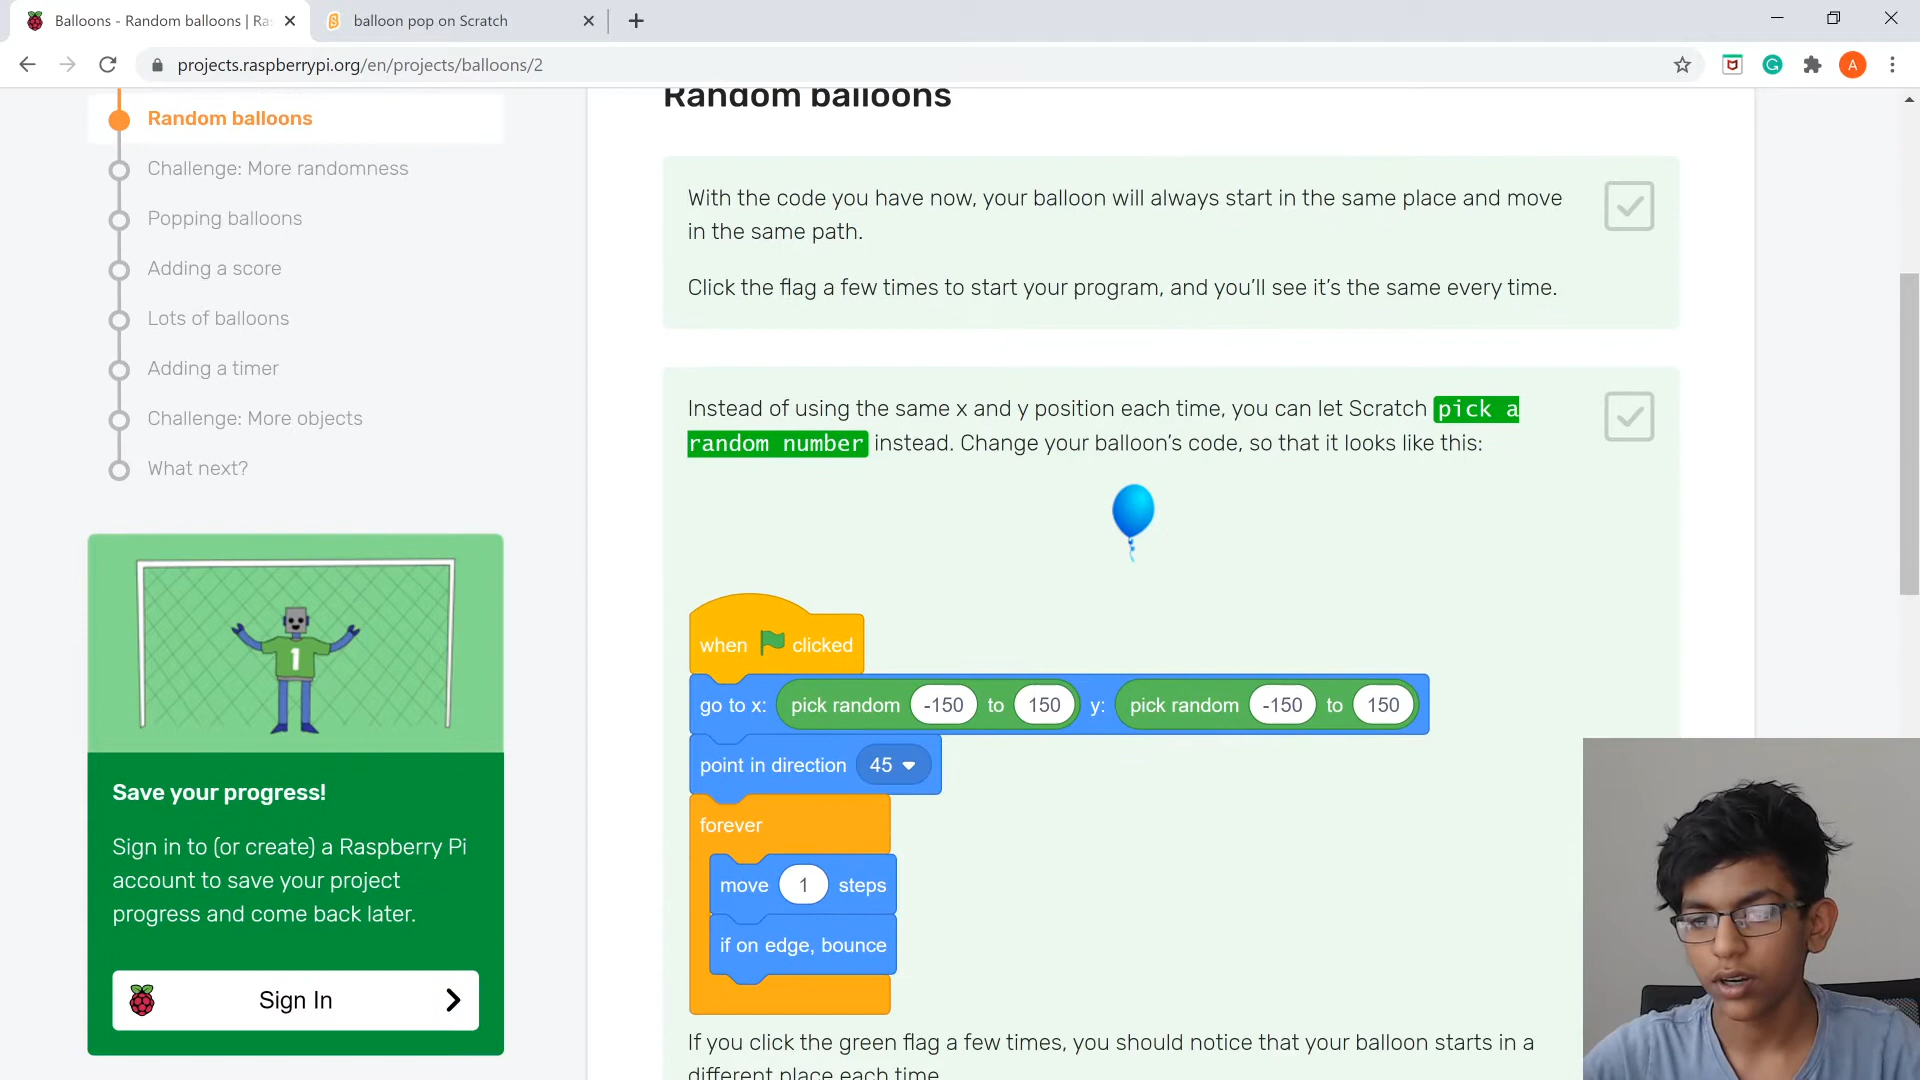 Balloons - Random balloons | Ra
balloon pop on Scratch
projects.raspberrypi.org/en/projects/balloons/2
A
Random balloons
Challenge: More randomness
Popping balloons
Adding a score
Lots of balloons
Adding a timer
Challenge: More objects
What next?
1
Save your progress!
Sign in to (or create) a Raspberry Pi
account to save your project
progress and come back later.
Sign In
Random balloons
With the code you have now, your balloon will always start in the same place and move
in the same path.
Click the flag a few times to start your program, and you'll see it's the same every time.
Instead of using the same x and y position each time, you can let Scratch pick a
random number instead. Change your balloon's code, so that it looks like this:
when clicked
go to x: pick random -150 to 150 y: pick random -150 to 150
point in direction 45
forever
move 1 steps
if on edge, bounce
If you click the green flag a few times, you should notice that your balloon starts in a
different place each time.